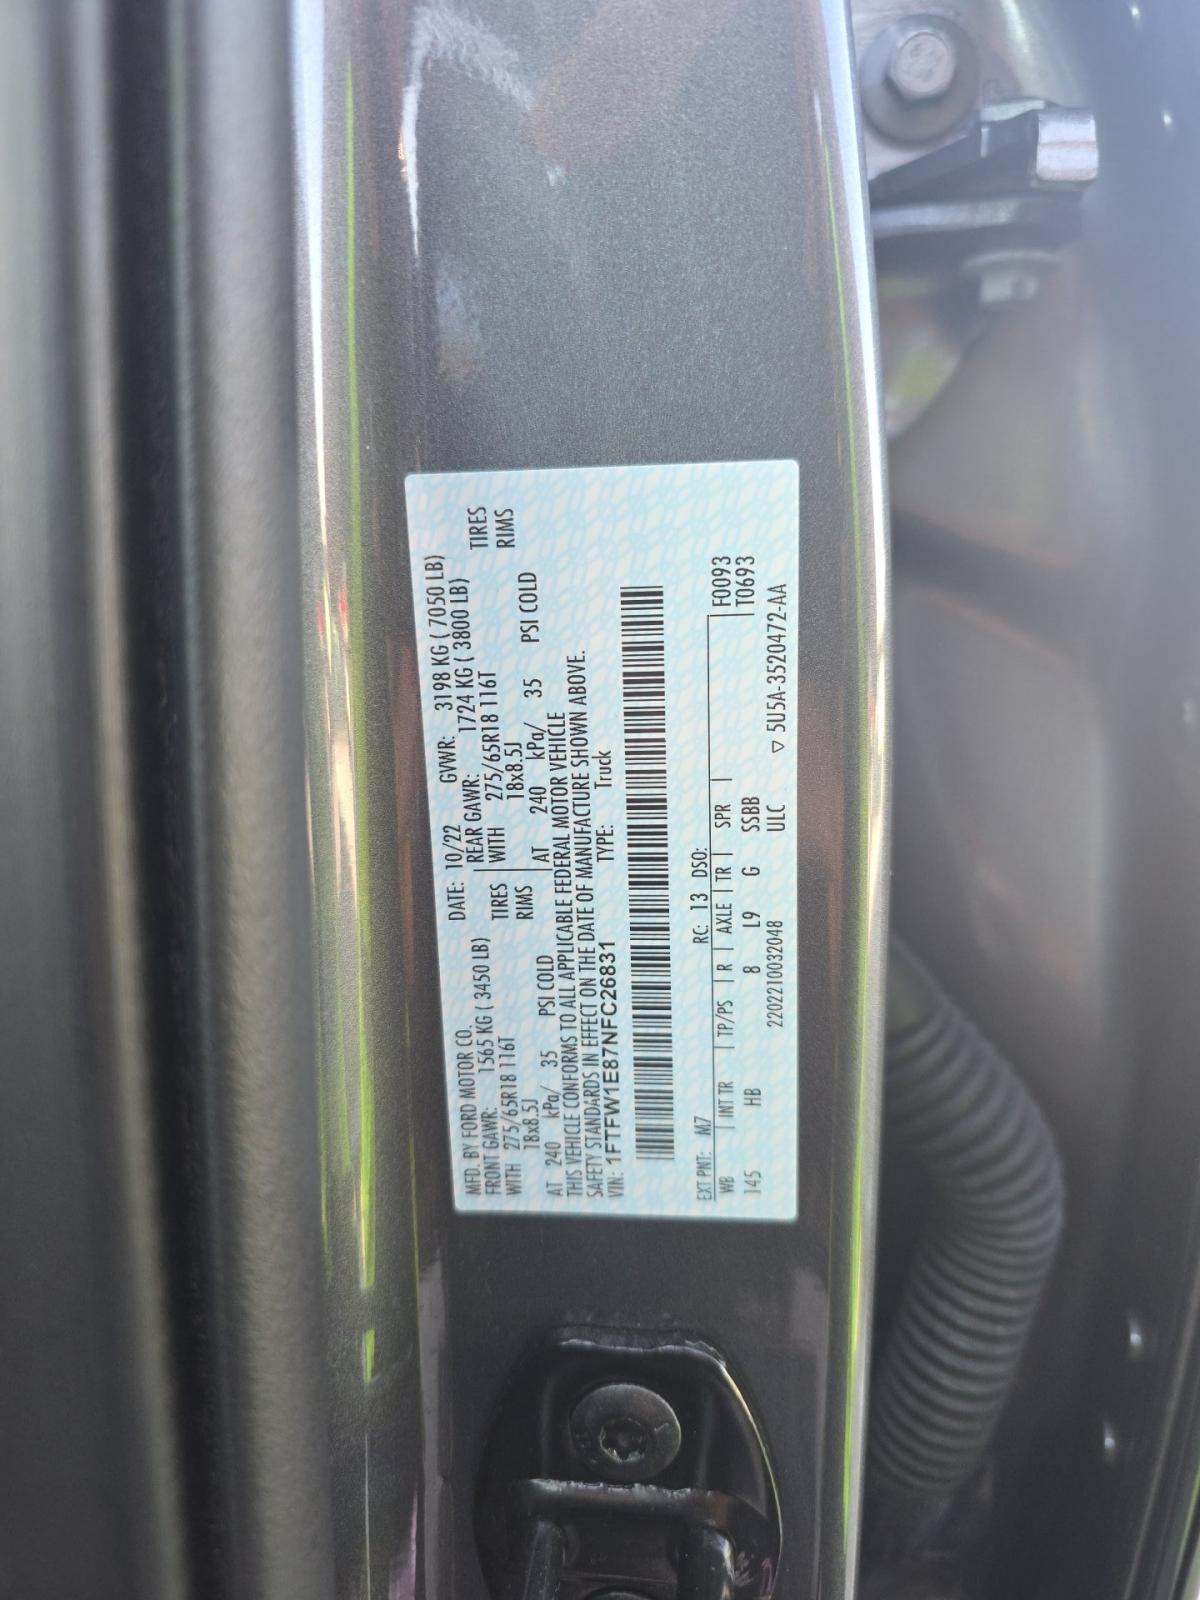 MFD. BY FORD MOTOR CO. DATE: 10/22 GVWR: 3198 KG ( 7050 LB)
FRONT GAWR: 1565 KG ( 3450 LB) REAR GAWR: 1724 KG ( 3800 LB)
WITH 275/65R18 116T TIRES WITH 275/65R18 116T TIRES
18x8.5J RIMS 18x8.5J RIMS
AT 240 kPa/ 35 PSI COLD AT 240 kPa/ 35 PSI COLD
THIS VEHICLE CONFORMS TO ALL APPLICABLE FEDERAL MOTOR VEHICLE
SAFETY STANDARDS IN EFFECT ON THE DATE OF MANUFACTURE SHOWN ABOVE.
VIN: 1FTFW1E87NFC26831 TYPE: Truck
EXT PNT: M7 RC: 13 DSO: F0093
WB | INT TR | TP/PS | R | AXLE | TR | SPR | T0693
145 HB 8 L9 G SSBB
2202210032048 ULC ▽ 5U5A-3520472-AA